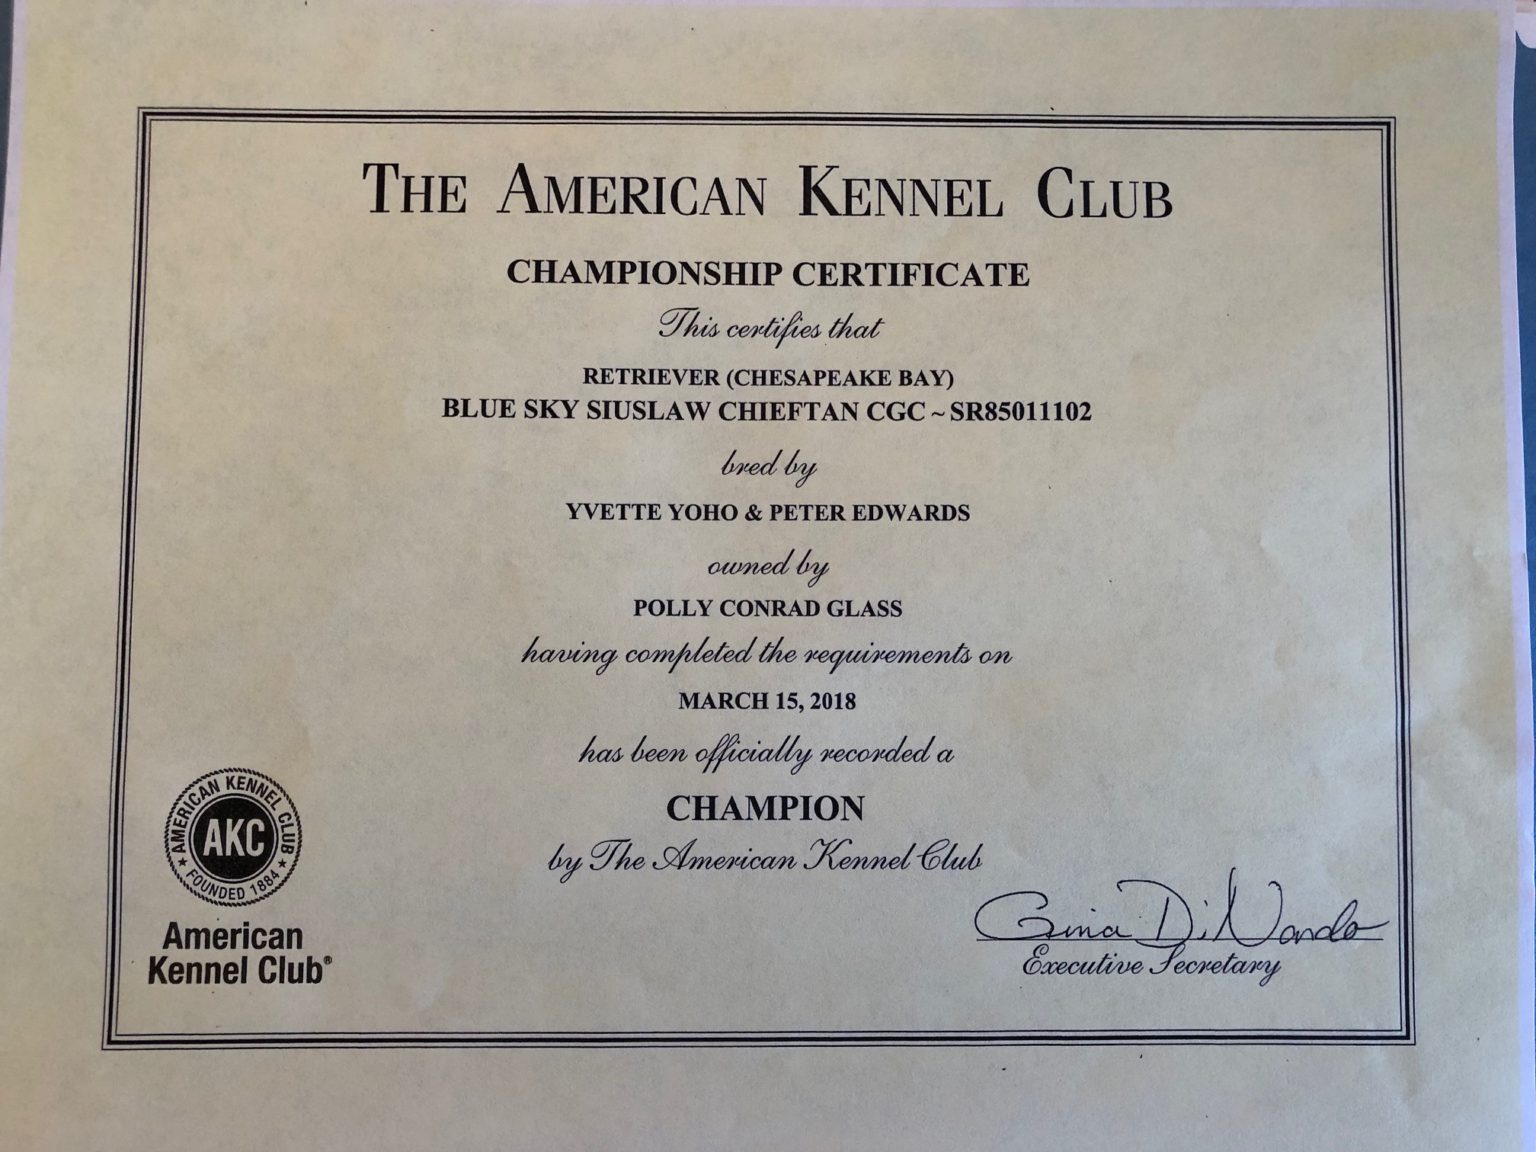 THE AMERICAN KENNEL CLUB
CHAMPIONSHIP CERTIFICATE
This certifies that
RETRIEVER (CHESAPEAKE BAY)
BLUE SKY SIUSLAW CHIEFTAN CGC ~ SR85011102
bred by
YVETTE YOHO & PETER EDWARDS
owned by
POLLY CONRAD GLASS
having completed the requirements on
MARCH 15, 2018
has been officially recorded a
CHAMPION
by The American Kennel Club
AMERICAN KENNEL CLUB
AKC
★ FOUNDED 1884 ★
American
Kennel Club®
Gina DiNardo
Executive Secretary